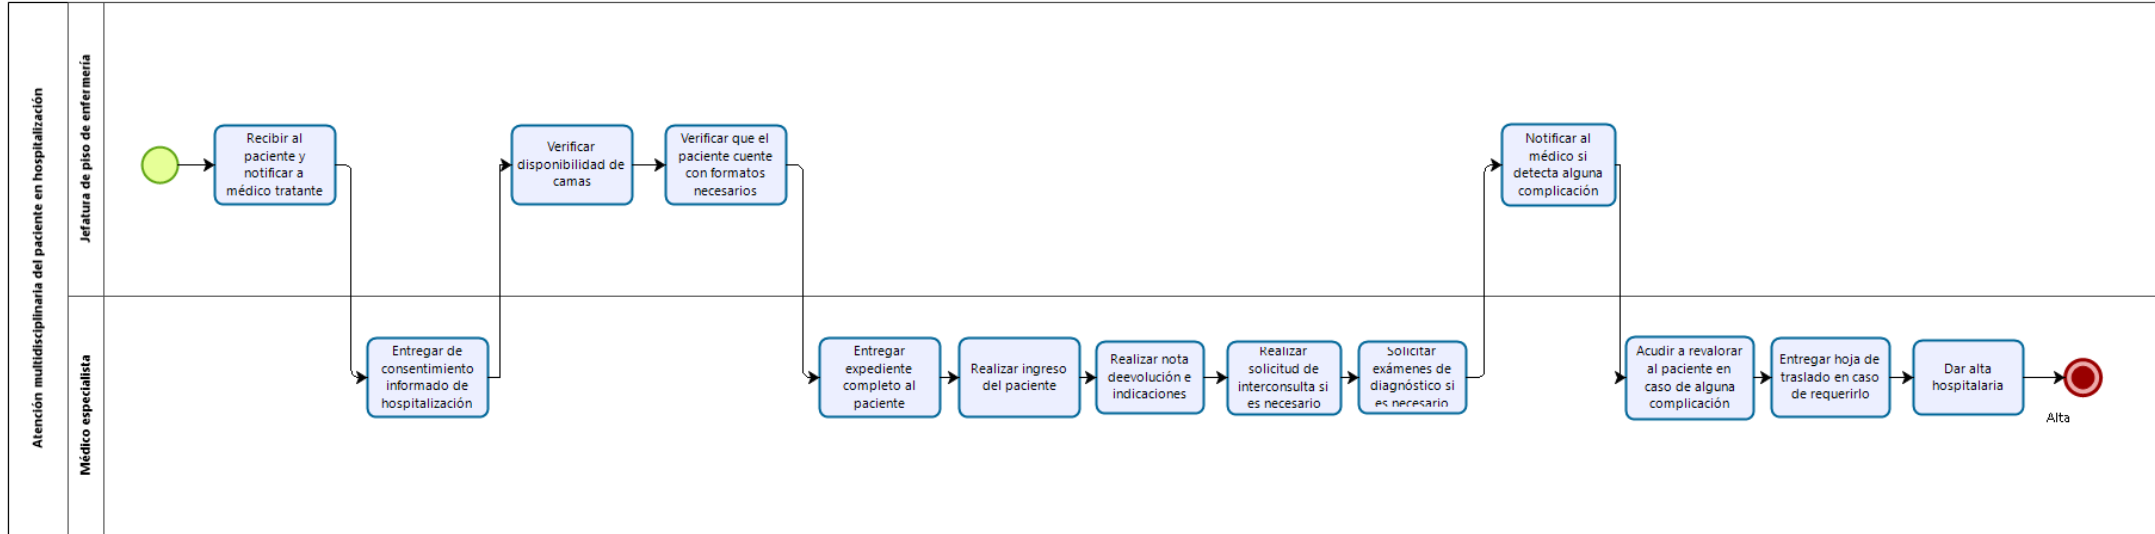 Atención multidisciplinaria del paciente en hospitalización
Jefatura de piso de enfermería
Recibir al
paciente y
notificar a
médico tratante
Verificar
disponibilidad de
camas
Verificar que el
paciente cuente
con formatos
necesarios
Notificar al
médico si
detecta alguna
complicación
Médico especialista
Entregar de
consentimiento
informado de
hospitalización
Entregar
expediente
completo al
paciente
Realizar ingreso
del paciente
Realizar nota
deevolución e
indicaciones
Realizar
solicitud de
interconsulta si
es necesario
Solicitar
exámenes de
diagnóstico si
es necesario
Acudir a revalorar
al paciente en
caso de alguna
complicación
Entregar hoja de
traslado en caso
de requerirlo
Dar alta
hospitalaria
Alta